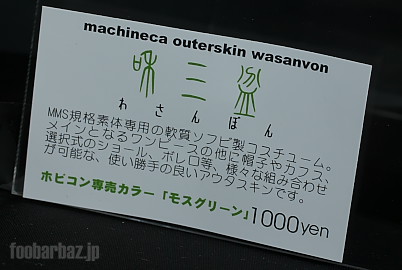 machineca outerskin wasanvon
和三盆
わさんぼん
MMS規格素体専用の軟質ソフビ製コスチューム。
メインとなるワンピースの他に帽子やカフス、
選択式のショール、ボレロ等、様々な組み合わせ
が可能な、使い勝手の良いアウタスキンです。
ホビコン専売カラー「モスグリーン」1000yen
foobarbaz.jp